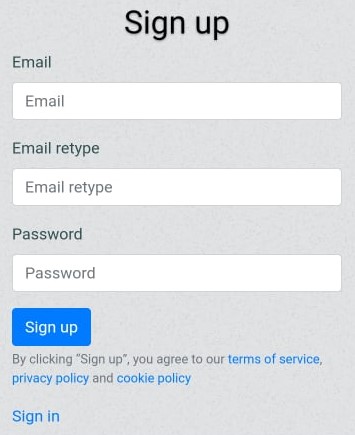 Sign up
Email
Email
Email retype
Email retype
Password
Password
Sign up
By clicking “Sign up”, you agree to our terms of service,
privacy policy and cookie policy
Sign in